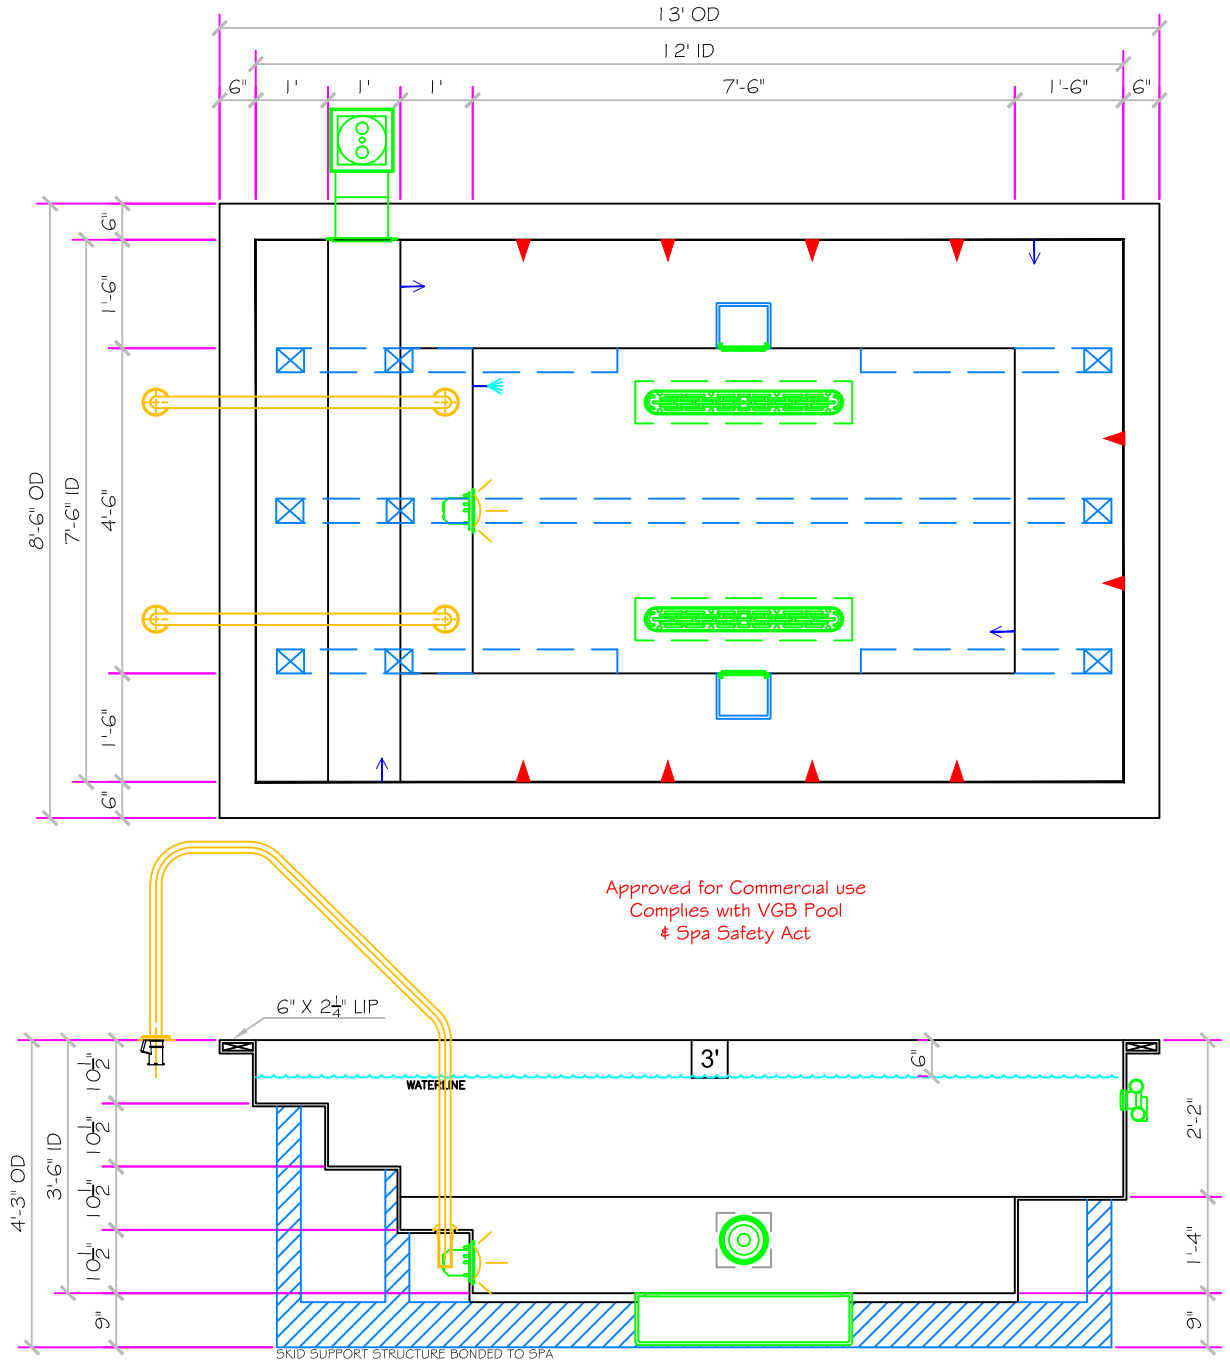 13' OD
12' ID
6" 1' 1' 1' 7'-6" 1'-6" 6"
6"
1'-6"
8'-6" OD
7'-6" ID
4'-6"
1'-6"
6"
Approved for Commercial use
Complies with VGB Pool
& Spa Safety Act
6" X 2¼" LIP
3'
6"
WATERLINE
10½"
10½"
10½"
10½"
9"
3'-6" ID
4'-3" OD
2'-2"
1'-4"
9"
SKID SUPPORT STRUCTURE BONDED TO SPA